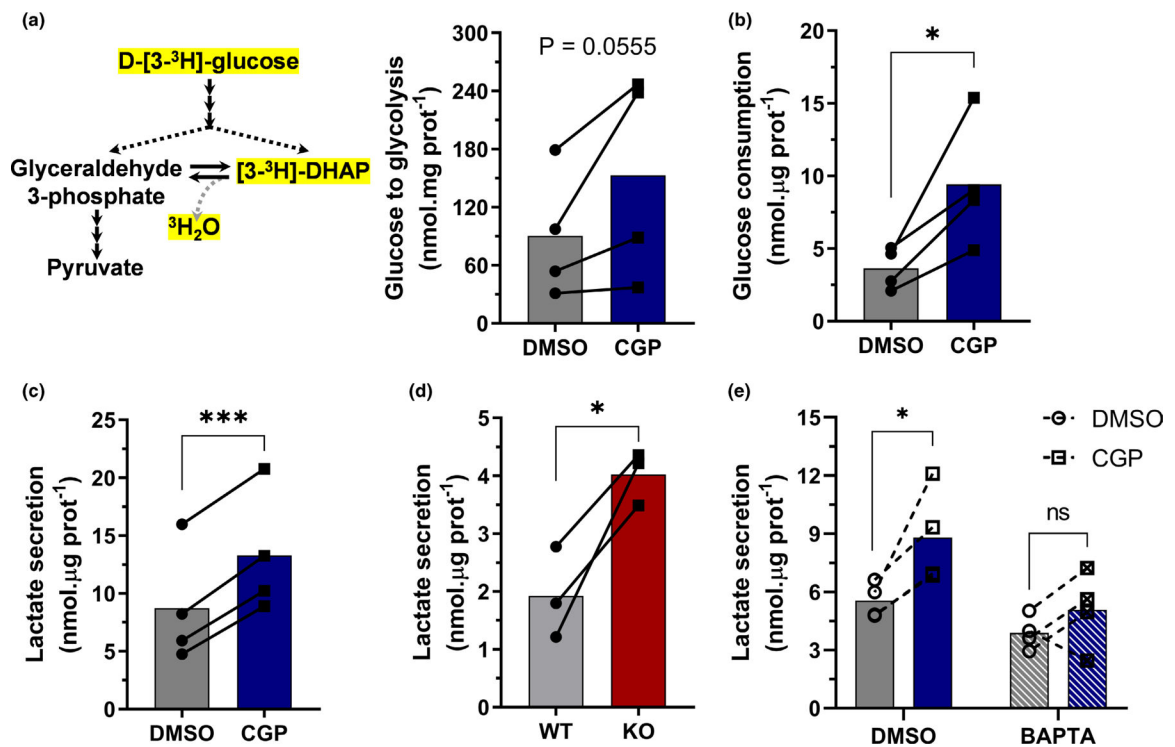 (a)
D-[3-³H]-glucose
Glyceraldehyde
3-phosphate
[3-³H]-DHAP
³H₂O
Pyruvate
Glucose to glycolysis
(nmol.mg prot⁻¹)
300
240
180
120
60
0
P = 0.0555
DMSO CGP
(b)
Glucose consumption
(nmol.µg prot⁻¹)
20
15
10
5
0
*
DMSO CGP
(c)
Lactate secretion
(nmol.µg prot⁻¹)
25
20
15
10
5
0
***
DMSO CGP
(d)
Lactate secretion
(nmol.µg prot⁻¹)
5
4
3
2
1
0
*
WT KO
(e)
Lactate secretion
(nmol.µg prot⁻¹)
15
12
9
6
3
0
*
ns
DMSO
CGP
DMSO BAPTA